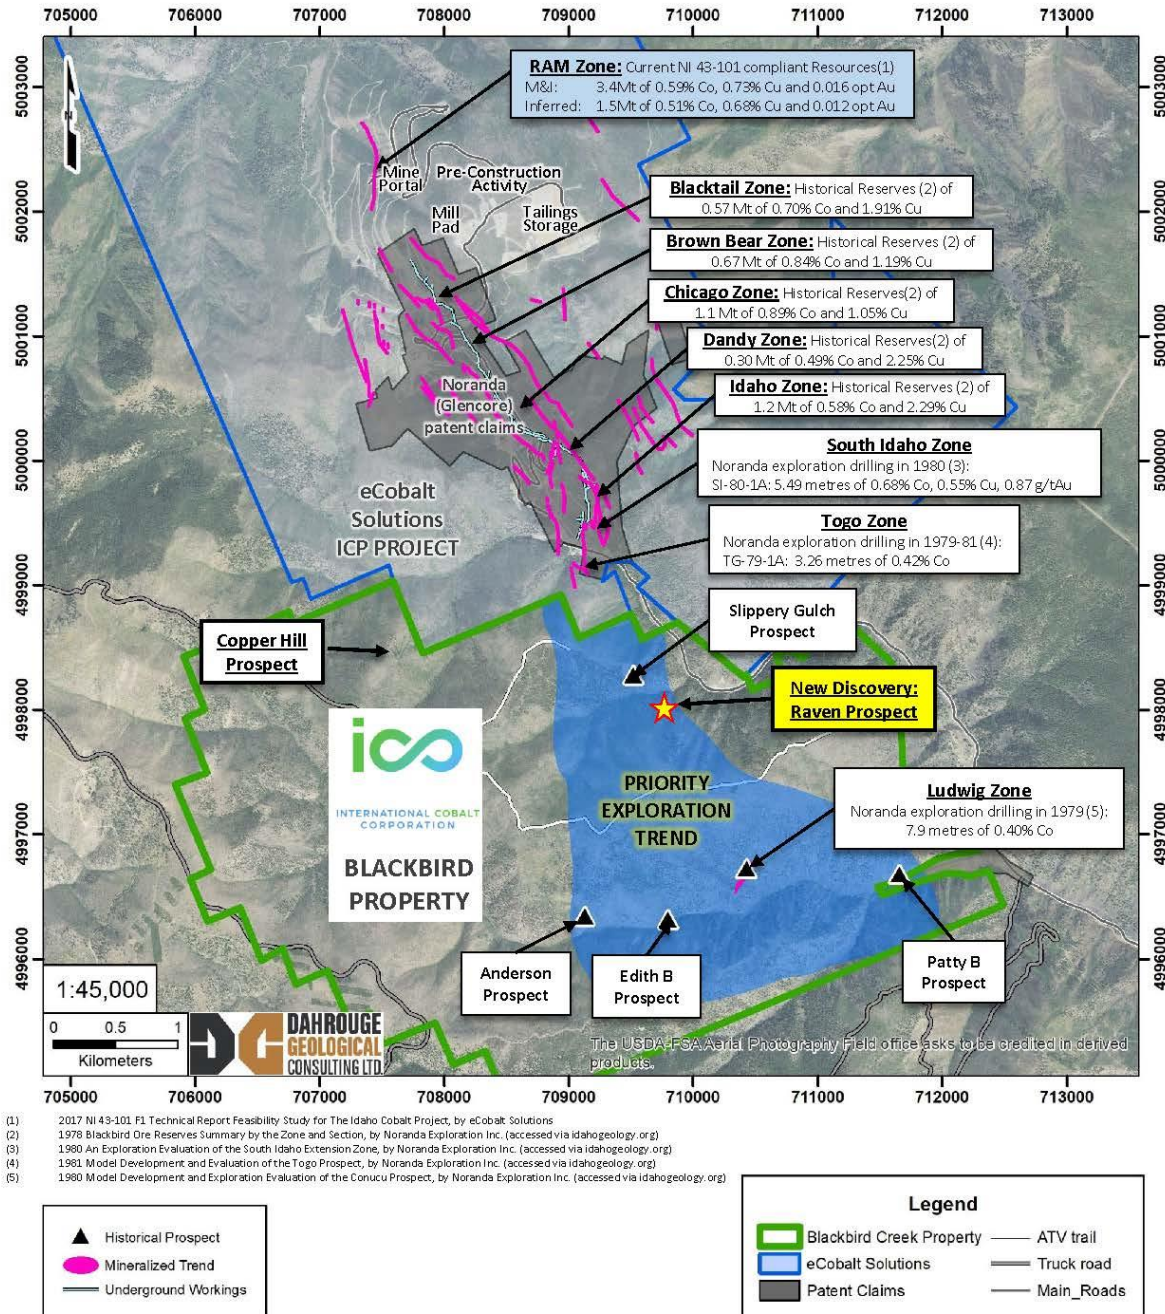 705000 706000 707000 708000 709000 710000 711000 712000 713000
5003000
5002000
5001000
5000000
4999000
4998000
4997000
4996000
N
RAM Zone: Current NI 43-101 compliant Resources(1)
M&I: 3.4Mt of 0.59% Co, 0.73% Cu and 0.016 opt Au
Inferred: 1.5Mt of 0.51% Co, 0.68% Cu and 0.012 opt Au
Mine
Portal
Pre-Construction
Activity
Mill
Pad
Tailings
Storage
Blacktail Zone: Historical Reserves (2) of
0.57 Mt of 0.70% Co and 1.91% Cu
Brown Bear Zone: Historical Reserves (2) of
0.67 Mt of 0.84% Co and 1.19% Cu
Chicago Zone: Historical Reserves(2) of
1.1 Mt of 0.89% Co and 1.05% Cu
Dandy Zone: Historical Reserves(2) of
0.30 Mt of 0.49% Co and 2.25% Cu
Idaho Zone: Historical Reserves (2) of
1.2 Mt of 0.58% Co and 2.29% Cu
Noranda
(Glencore)
patent claims
South Idaho Zone
Noranda exploration drilling in 1980 (3):
SI-80-1A: 5.49 metres of 0.68% Co, 0.55% Cu, 0.87 g/tAu
eCobalt
Solutions
ICP PROJECT
Togo Zone
Noranda exploration drilling in 1979-81 (4):
TG-79-1A: 3.26 metres of 0.42% Co
Slippery Gulch
Prospect
Copper Hill
Prospect
New Discovery:
Raven Prospect
ico
INTERNATIONAL COBALT
CORPORATION
BLACKBIRD
PROPERTY
PRIORITY
EXPLORATION
TREND
Ludwig Zone
Noranda exploration drilling in 1979 (5):
7.9 metres of 0.40% Co
Anderson
Prospect
Edith B
Prospect
Patty B
Prospect
1:45,000
0 0.5 1
Kilometers
DAHROUGE
GEOLOGICAL
CONSULTING LTD.
The USDA-FSA Aerial Photography Field office asks to be credited in derived
products.
5003000
5002000
5001000
5000000
4999000
4998000
4997000
4996000
705000 706000 707000 708000 709000 710000 711000 712000 713000
(1) 2017 NI 43-101 F1 Technical Report Feasibility Study for The Idaho Cobalt Project, by eCobalt Solutions
(2) 1978 Blackbird Ore Reserves Summary by the Zone and Section, by Noranda Exploration Inc. (accessed via idahogeology.org)
(3) 1980 An Exploration Evaluation of the South Idaho Extension Zone, by Noranda Exploration Inc. (accessed via idahogeology.org)
(4) 1981 Model Development and Evaluation of the Togo Prospect, by Noranda Exploration Inc. (accessed via idahogeology.org)
(5) 1980 Model Development and Exploration Evaluation of the Conucu Prospect, by Noranda Exploration Inc. (accessed via idahogeology.org)
Historical Prospect
Mineralized Trend
Underground Workings
Legend
Blackbird Creek Property
ATV trail
eCobalt Solutions
Truck road
Patent Claims
Main_Roads